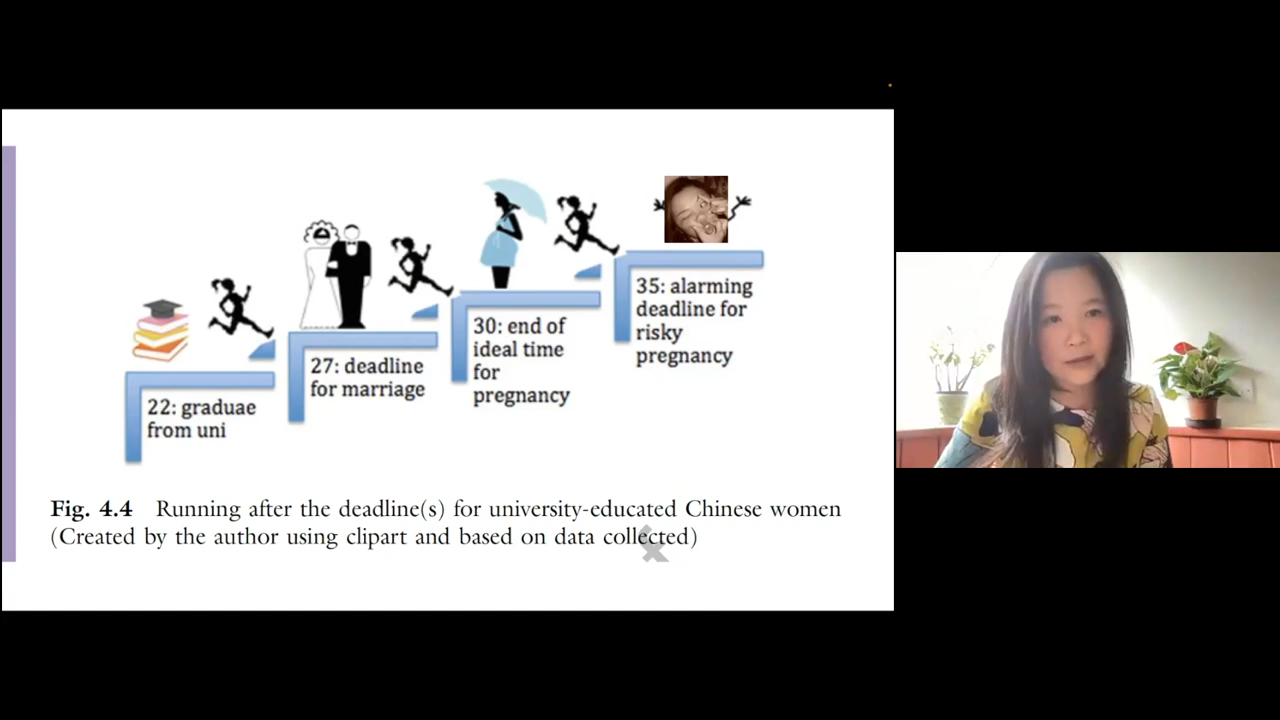 22: graduae
from uni
27: deadline
for marriage
30: end of
ideal time
for
pregnancy
35: alarming
deadline for
risky
pregnancy
Fig. 4.4 Running after the deadline(s) for university-educated Chinese women
(Created by the author using clipart and based on data collected)